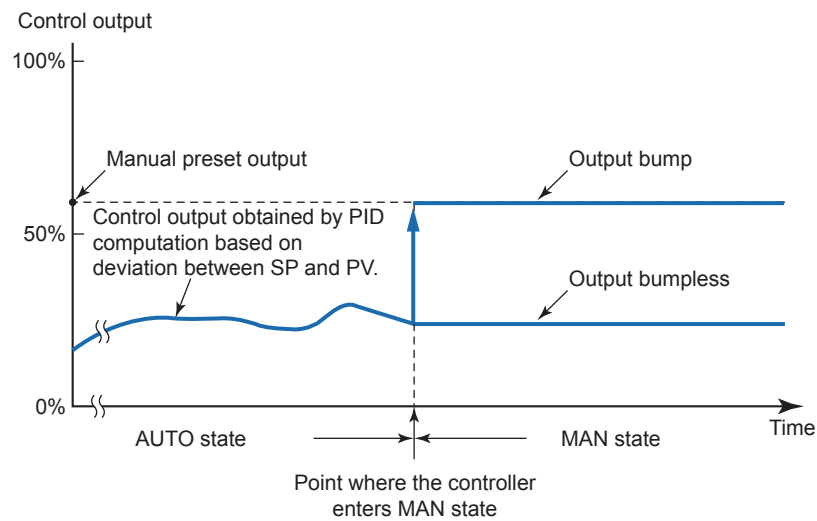 Control output
100%
Manual preset output
Output bump
Control output obtained by PID
computation based on
deviation between SP and PV.
50%
Output bumpless
0%
Time
AUTO state
MAN state
Point where the controller
enters MAN state